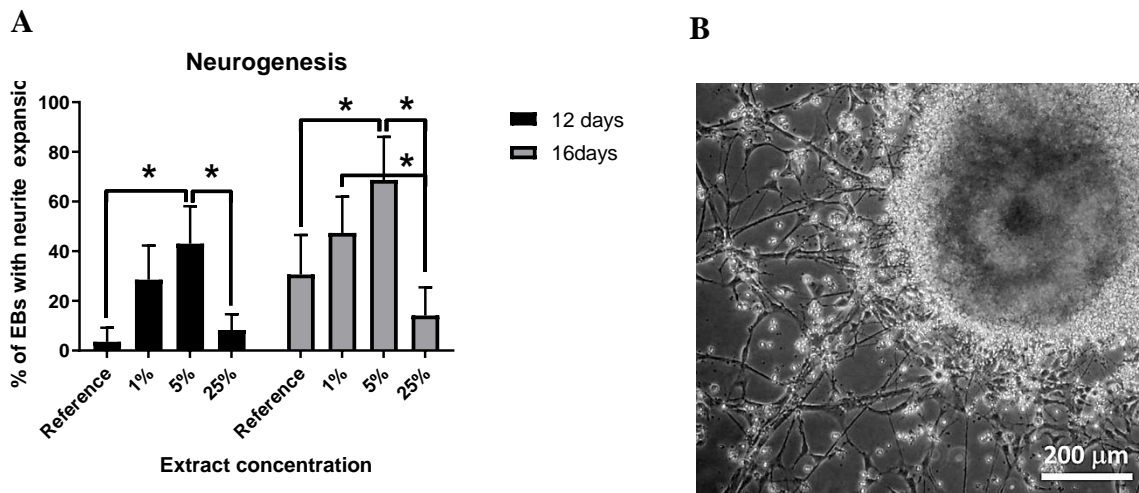 A
Neurogenesis
% of EBs with neurite expansic
100
80
60
40
20
0
* * * * *
12 days
16days
Reference 1% 5% 25% Reference 1% 5% 25%
Extract concentration
B
200 µm